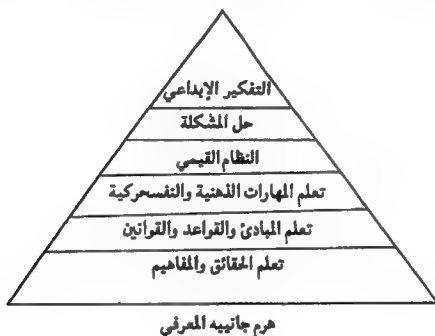 التفكير الإبداعي
حل المشكلة
النظام القيمي
تعلم المهارات الذهنية والنفسحركية
تعلم المبادئ والقواعد والقوانين
تعلم الحقائق والمفاهيم
هرم جانييه المعرفي